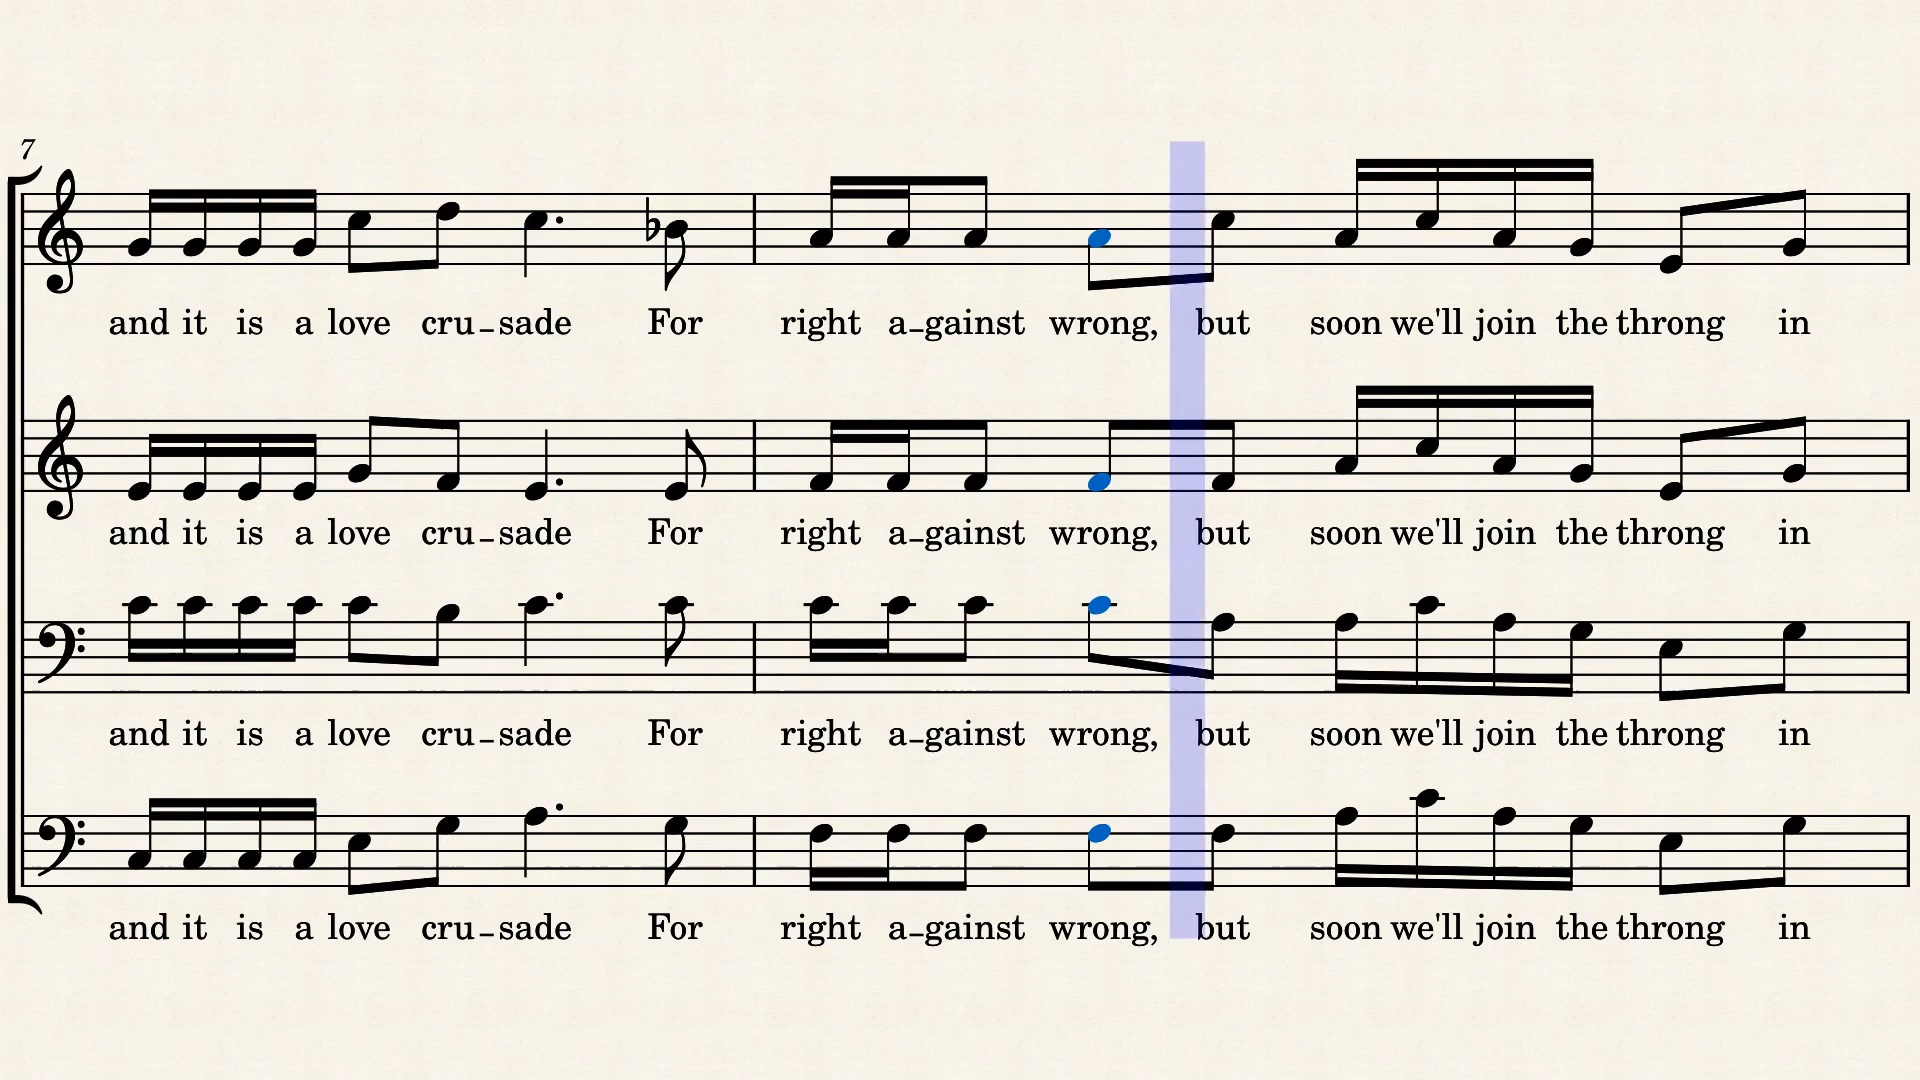 7
and it is a love cru-sade For right a-gainst wrong, but soon we'll join the throng in
and it is a love cru-sade For right a-gainst wrong, but soon we'll join the throng in
and it is a love cru-sade For right a-gainst wrong, but soon we'll join the throng in
and it is a love cru-sade For right a-gainst wrong, but soon we'll join the throng in